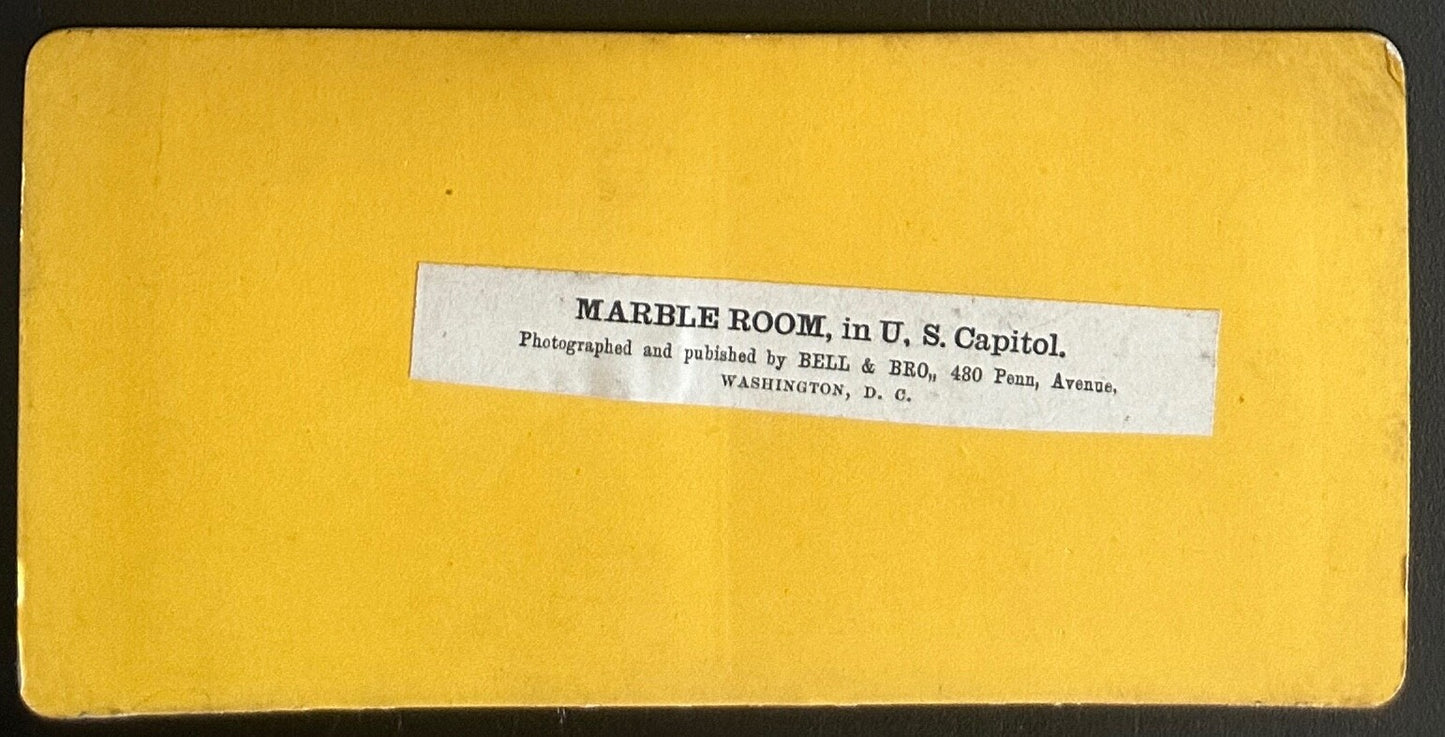 MARBLE ROOM, in U. S. Capitol.
Photographed and pubished by BELL & BRO,, 480 Penn, Avenue,
WASHINGTON, D. C.